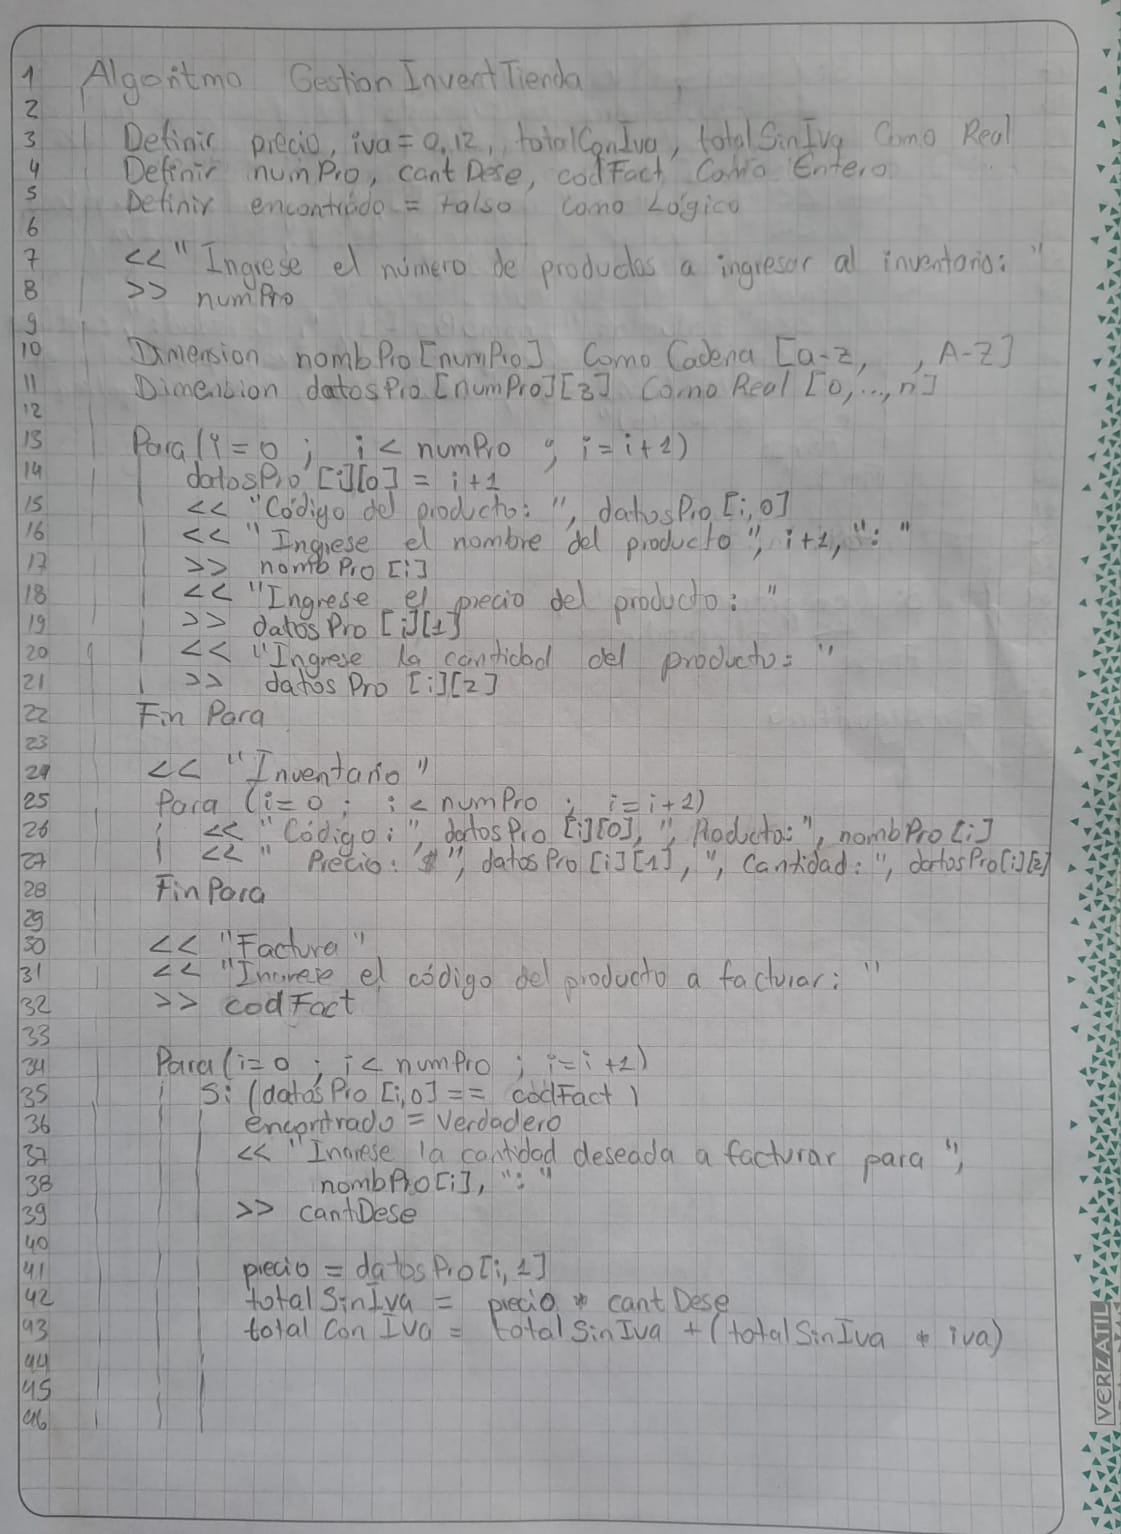 1 Algoritmo GestionInventTienda
2
3 Definir precio, iva = 0.12, totalConIva, totalSinIva Como Real
4 Definir numPro, cantDese, codFact Como Entero
5 Definir encontrado = falso Como Lógico
6
7 <<"Ingrese el número de productos a ingresar al inventario: "
8 >> numPro
9
10 Dimension nombPro [numPro] Como Cadena [a-z, , A-Z]
11 Dimension datosPro [numPro][3] Como Real [0,...,n]
12
13 Para (i = 0 ; i < numPro ; i = i+1)
14 datosPro [i][0] = i+1
15 << "Código del producto: ", datosPro [i,0]
16 << "Ingrese el nombre del producto ", i+1, ": "
17 >> nombPro [i]
18 << "Ingrese el precio del producto: "
19 >> datosPro [i][1]
20 << "Ingrese la cantidad del producto: "
21 >> datosPro [i][2]
22 Fin Para
23
24 << "Inventario"
25 Para (i = 0 ; i < numPro ; i = i+1)
26 << "Código: ", datosPro [i][0], ", Producto: ", nombPro [i]
27 << " Precio: $", datosPro [i][1], ", Cantidad: ", datosPro[i][2]
28 FinPara
29
30 << "Factura"
31 << "Ingrese el código del producto a facturar: "
32 >> codFact
33
34 Para (i = 0 ; i < numPro ; i = i+1)
35 Si (datosPro [i,0] == codFact)
36 encontrado = Verdadero
37 << "Ingrese la cantidad deseada a facturar para ",
38 nombPro[i], ": "
39 >> cantDese
40
41 precio = datosPro[i,1]
42 totalSinIva = precio * cantDese
43 totalConIva = totalSinIva + (totalSinIva * iva)
44
45
46
VERZATIL